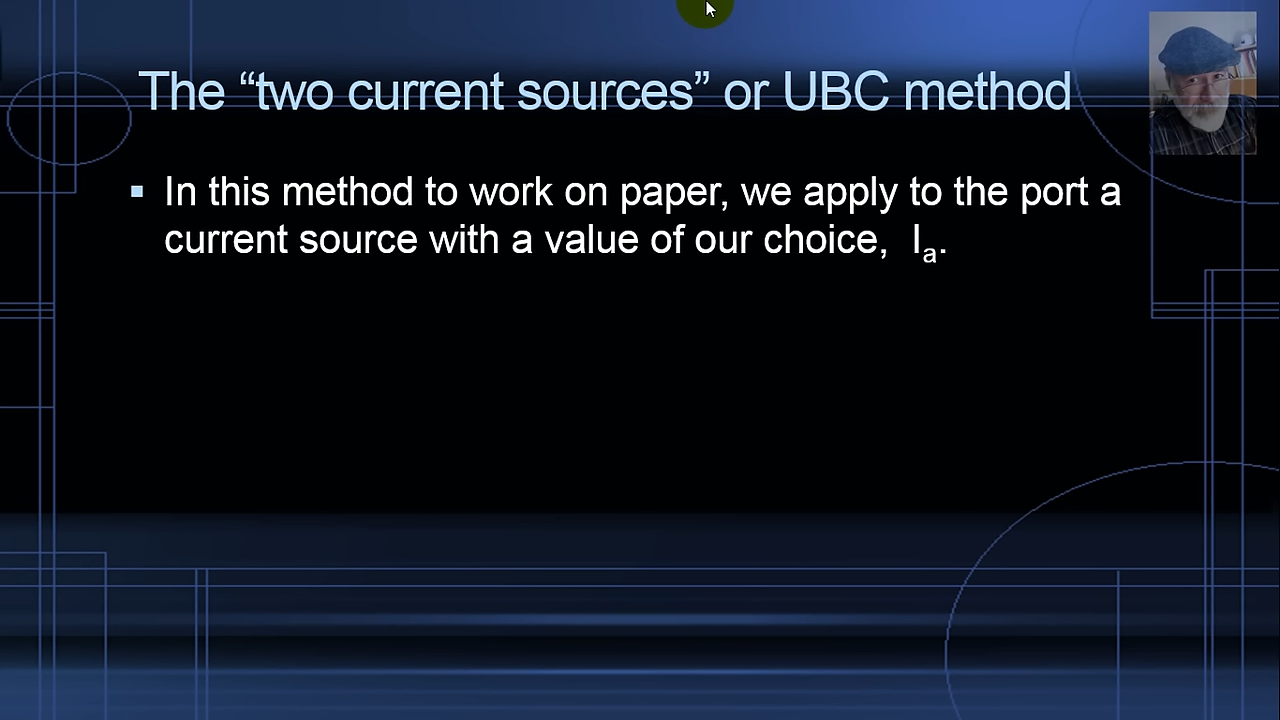 The “two current sources” or UBC method
▪ In this method to work on paper, we apply to the port a
current source with a value of our choice, Iₐ.